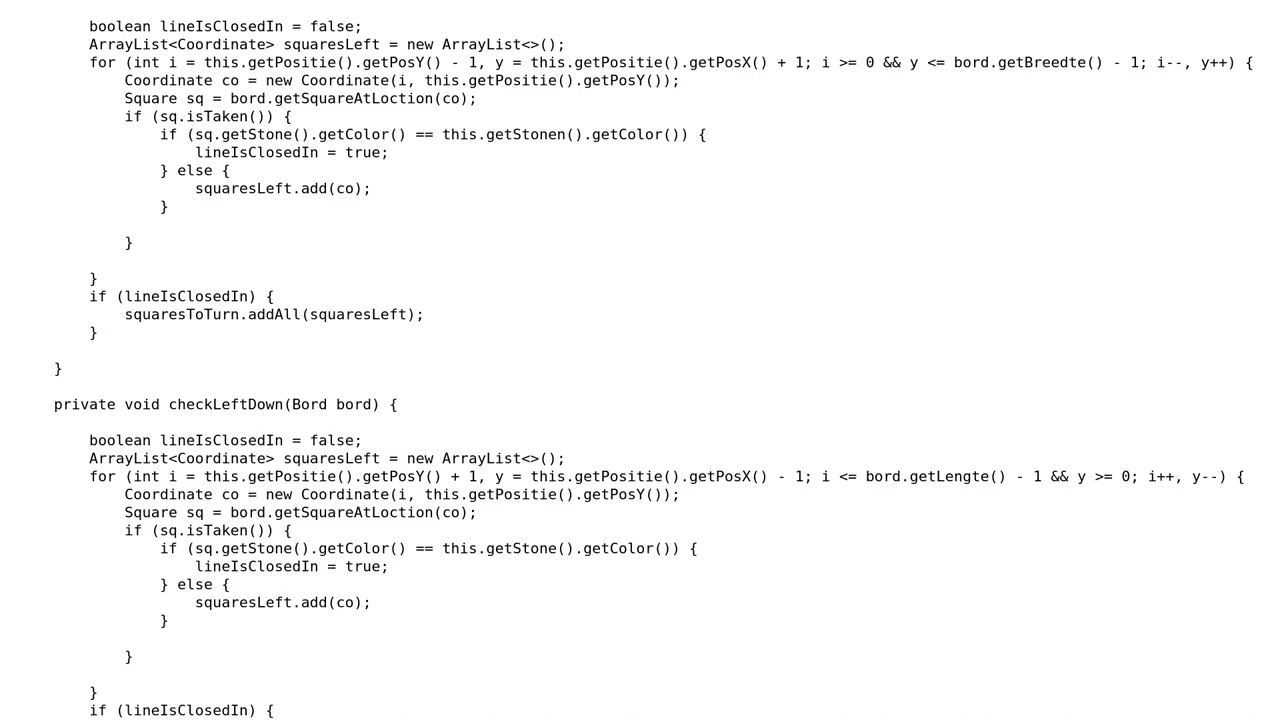 boolean lineIsClosedIn = false;
ArrayList<Coordinate> squaresLeft = new ArrayList<>();
for (int i = this.getPositie().getPosY() - 1, y = this.getPositie().getPosX() + 1; i >= 0 && y <= bord.getBreedte() - 1; i--, y++) {
Coordinate co = new Coordinate(i, this.getPositie().getPosY());
Square sq = bord.getSquareAtLoction(co);
if (sq.isTaken()) {
if (sq.getStone().getColor() == this.getStonen().getColor()) {
lineIsClosedIn = true;
} else {
squaresLeft.add(co);
}
}
}
if (lineIsClosedIn) {
squaresToTurn.addAll(squaresLeft);
}
}
private void checkLeftDown(Bord bord) {
boolean lineIsClosedIn = false;
ArrayList<Coordinate> squaresLeft = new ArrayList<>();
for (int i = this.getPositie().getPosY() + 1, y = this.getPositie().getPosX() - 1; i <= bord.getLengte() - 1 && y >= 0; i++, y--) {
Coordinate co = new Coordinate(i, this.getPositie().getPosY());
Square sq = bord.getSquareAtLoction(co);
if (sq.isTaken()) {
if (sq.getStone().getColor() == this.getStone().getColor()) {
lineIsClosedIn = true;
} else {
squaresLeft.add(co);
}
}
}
if (lineIsClosedIn) {